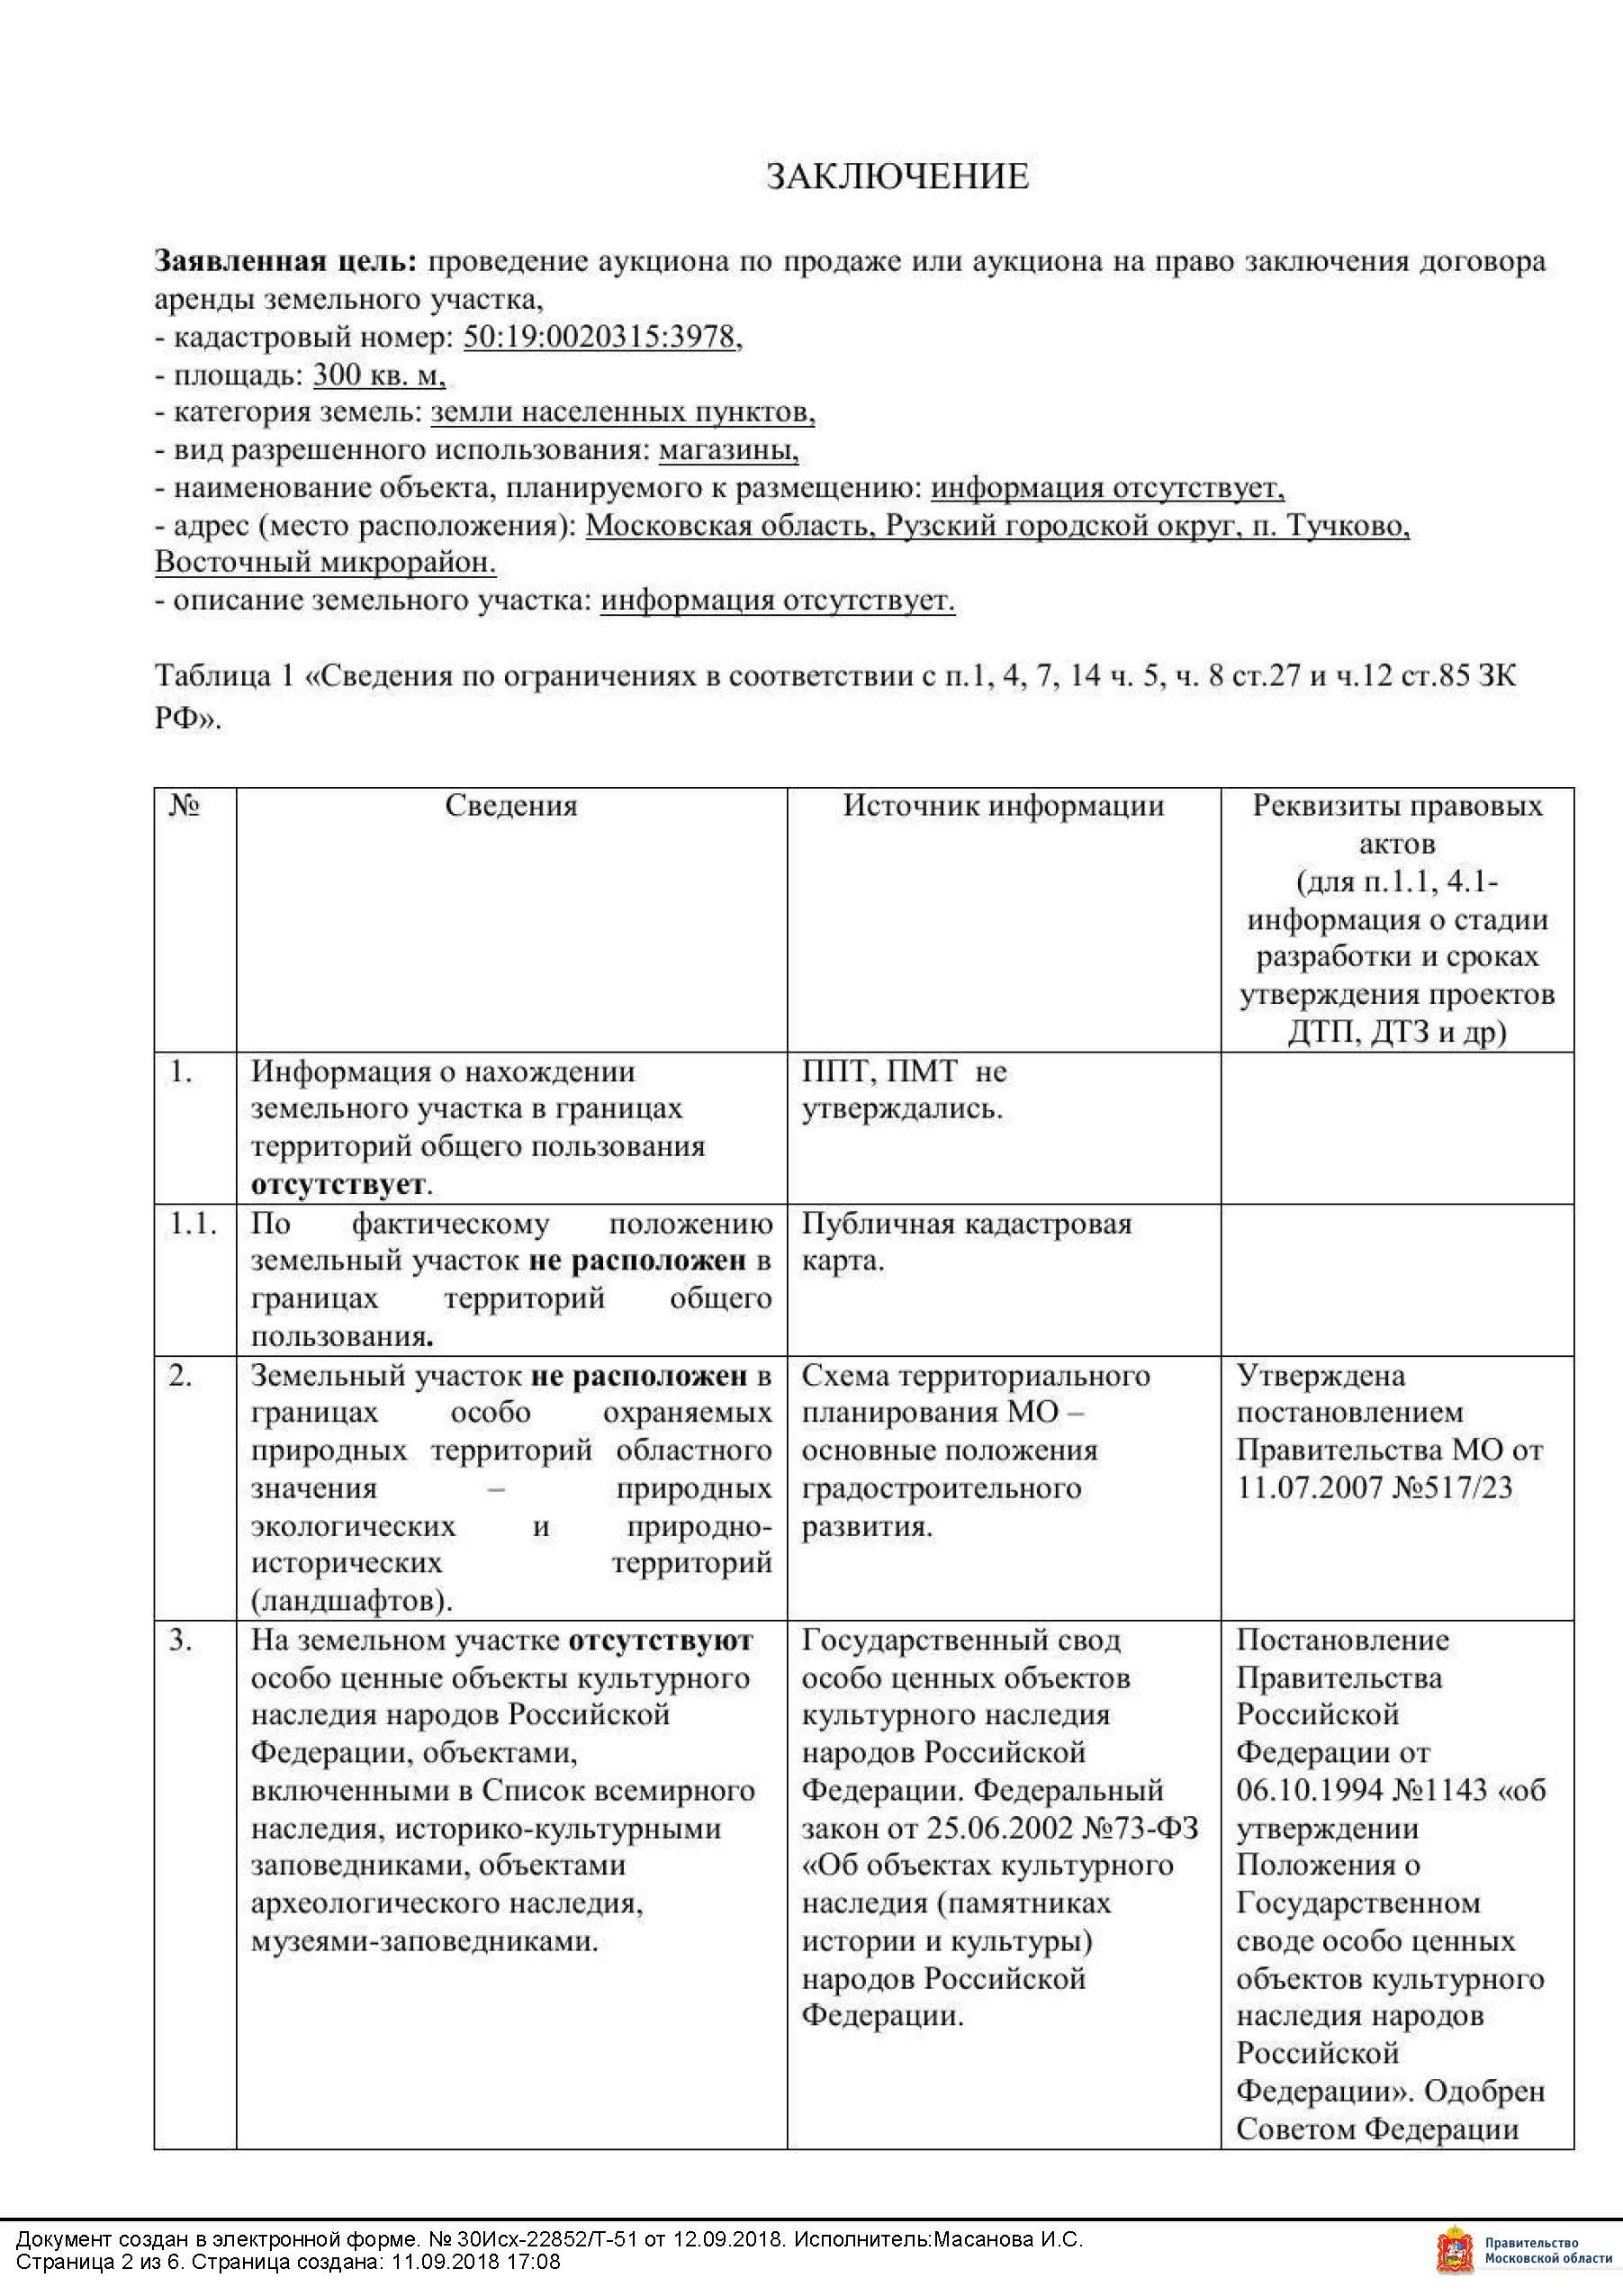 ЗАКЛЮЧЕНИЕ
Заявленная цель: проведение аукциона по продаже или аукциона на право заключения договора
аренды земельного участка,
- кадастровый номер: 50:19:0020315:3978,
- площадь: 300 кв. м,
- категория земель: земли населенных пунктов,
- вид разрешенного использования: магазины,
- наименование объекта, планируемого к размещению: информация отсутствует,
- адрес (место расположения): Московская область, Рузский городской округ, п. Тучково,
Восточный микрорайон.
- описание земельного участка: информация отсутствует.
Таблица 1 «Сведения по ограничениях в соответствии с п.1, 4, 7, 14 ч. 5, ч. 8 ст.27 и ч.12 ст.85 ЗК
РФ».
№
Сведения
Источник информации
Реквизиты правовых
актов
(для п.1.1, 4.1-
информация о стадии
разработки и сроках
утверждения проектов
ДТП, ДТЗ и др)
1.
Информация о нахождении
земельного участка в границах
территорий общего пользования
отсутствует.
ППТ, ПМТ не
утверждались.
1.1.
По фактическому положению
земельный участок не расположен в
границах территорий общего
пользования.
Публичная кадастровая
карта.
2.
Земельный участок не расположен в
границах особо охраняемых
природных территорий областного
значения – природных
экологических и природно-
исторических территорий
(ландшафтов).
Схема территориального
планирования МО –
основные положения
градостроительного
развития.
Утверждена
постановлением
Правительства МО от
11.07.2007 №517/23
3.
На земельном участке отсутствуют
особо ценные объекты культурного
наследия народов Российской
Федерации, объектами,
включенными в Список всемирного
наследия, историко-культурными
заповедниками, объектами
археологического наследия,
музеями-заповедниками.
Государственный свод
особо ценных объектов
культурного наследия
народов Российской
Федерации. Федеральный
закон от 25.06.2002 №73-ФЗ
«Об объектах культурного
наследия (памятниках
истории и культуры)
народов Российской
Федерации.
Постановление
Правительства
Российской
Федерации от
06.10.1994 №1143 «об
утверждении
Положения о
Государственном
своде особо ценных
объектов культурного
наследия народов
Российской
Федерации». Одобрен
Советом Федерации
Документ создан в электронной форме. № 30Исх-22852/Т-51 от 12.09.2018. Исполнитель:Масанова И.С.
Страница 2 из 6. Страница создана: 11.09.2018 17:08
Правительство
Московской области